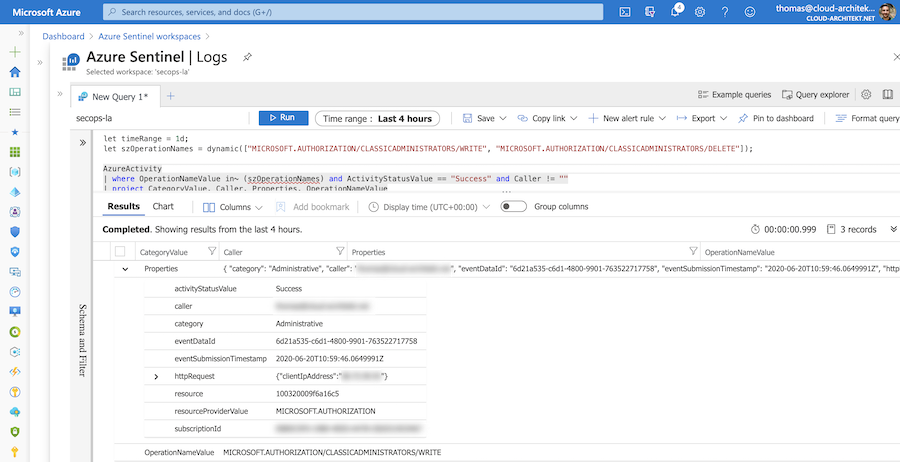 Microsoft Azure
Search resources, services, and docs (G+/)
4
thomas@cloud-architek...
CLOUD-ARCHITEKT.NET
Dashboard > Azure Sentinel workspaces >
Azure Sentinel | Logs
Selected workspace: 'secops-la'
New Query 1*
Example queries
Query explorer
secops-la
Run
Time range : Last 4 hours
Save
Copy link
New alert rule
Export
Pin to dashboard
Format query
let timeRange = 1d;
let szOperationNames = dynamic(["MICROSOFT.AUTHORIZATION/CLASSICADMINISTRATORS/WRITE", "MICROSOFT.AUTHORIZATION/CLASSICADMINISTRATORS/DELETE"]);
AzureActivity
| where OperationNameValue in~ (szOperationNames) and ActivityStatusValue == "Success" and Caller != ""
| project CategoryValue, Caller, Properties, OperationNameValue
Results
Chart
Columns
Add bookmark
Display time (UTC+00:00)
Group columns
Completed. Showing results from the last 4 hours.
00:00:00.999
3 records
CategoryValue
Caller
Properties
OperationNameValue
Properties
{ "category": "Administrative", "caller": "
", "eventDataId": "6d21a535-c6d1-4800-9901-763522717758", "eventSubmissionTimestamp": "2020-06-20T10:59:46.0649991Z", "http
activityStatusValue Success
caller
category Administrative
eventDataId 6d21a535-c6d1-4800-9901-763522717758
eventSubmissionTimestamp 2020-06-20T10:59:46.0649991Z
httpRequest {"clientIpAddress":" "}
resource 100320009f6a16c5
resourceProviderValue MICROSOFT.AUTHORIZATION
subscriptionId
OperationNameValue MICROSOFT.AUTHORIZATION/CLASSICADMINISTRATORS/WRITE
Schema and Filter